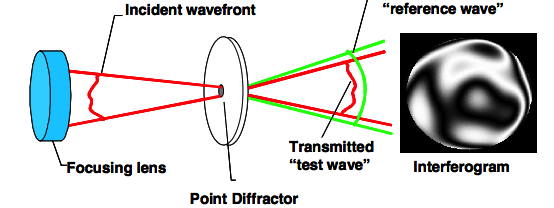 Incident wavefront
"reference wave"
Focusing lens
Transmitted
"test wave"
Interferogram
Point Diffractor